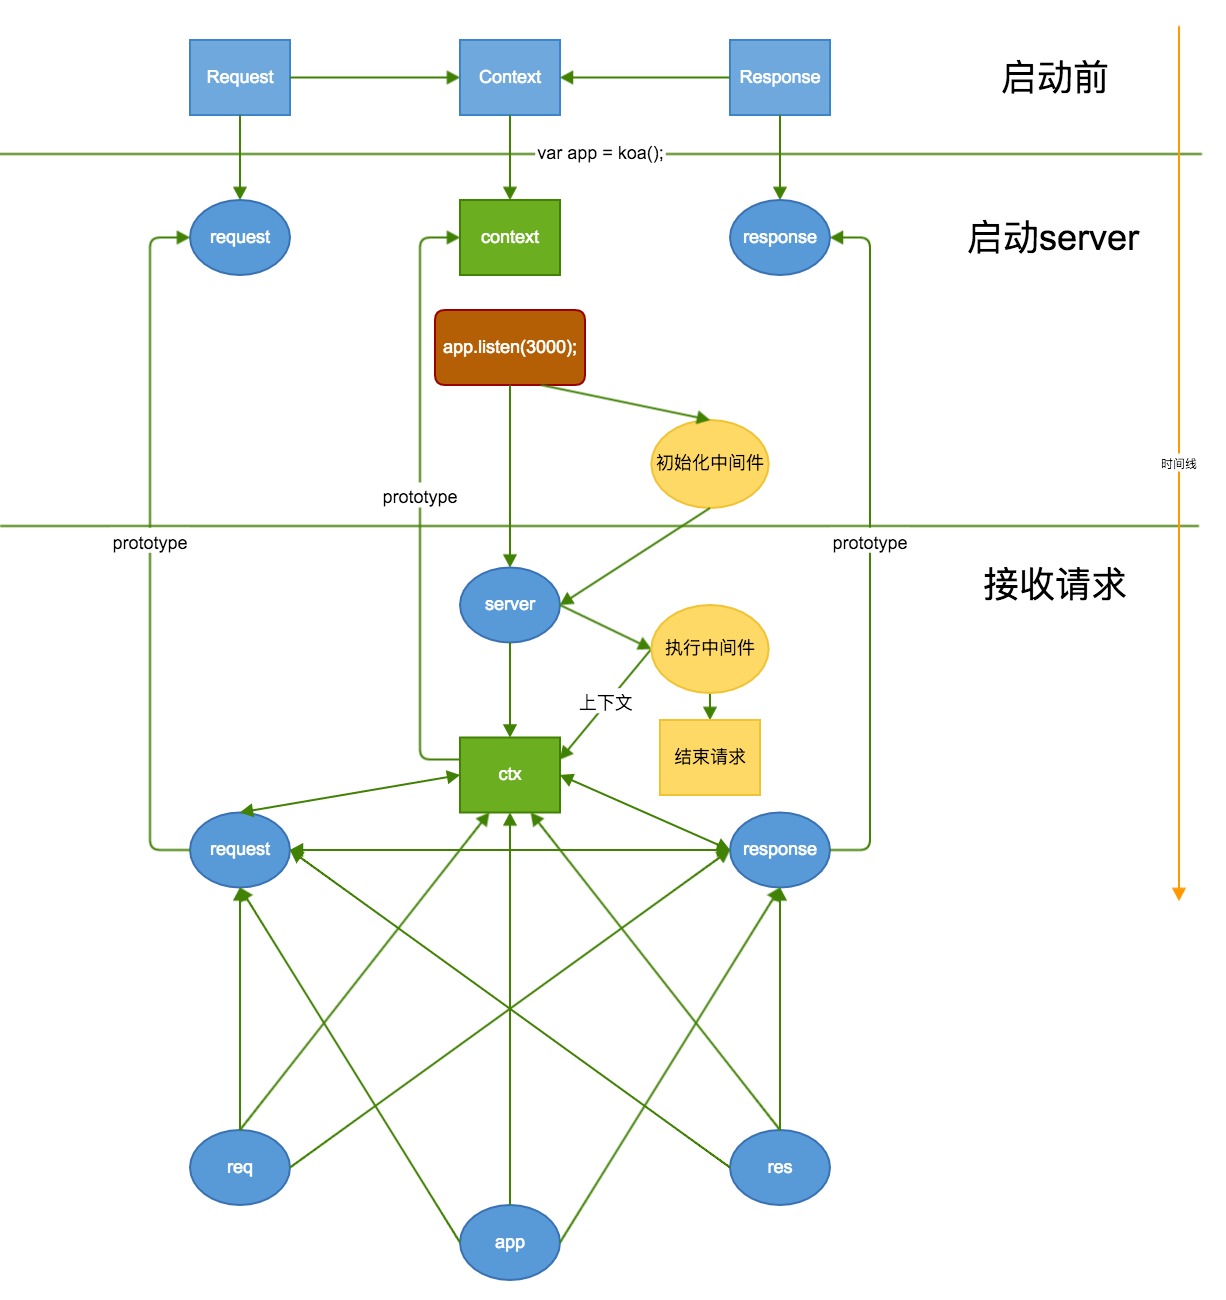 Request
Context
Response
启动前
var app = koa();
request
context
response
启动server
app.listen(3000);
初始化中间件
时间线
prototype
prototype
prototype
接收请求
server
执行中间件
上下文
结束请求
ctx
request
response
req
res
app